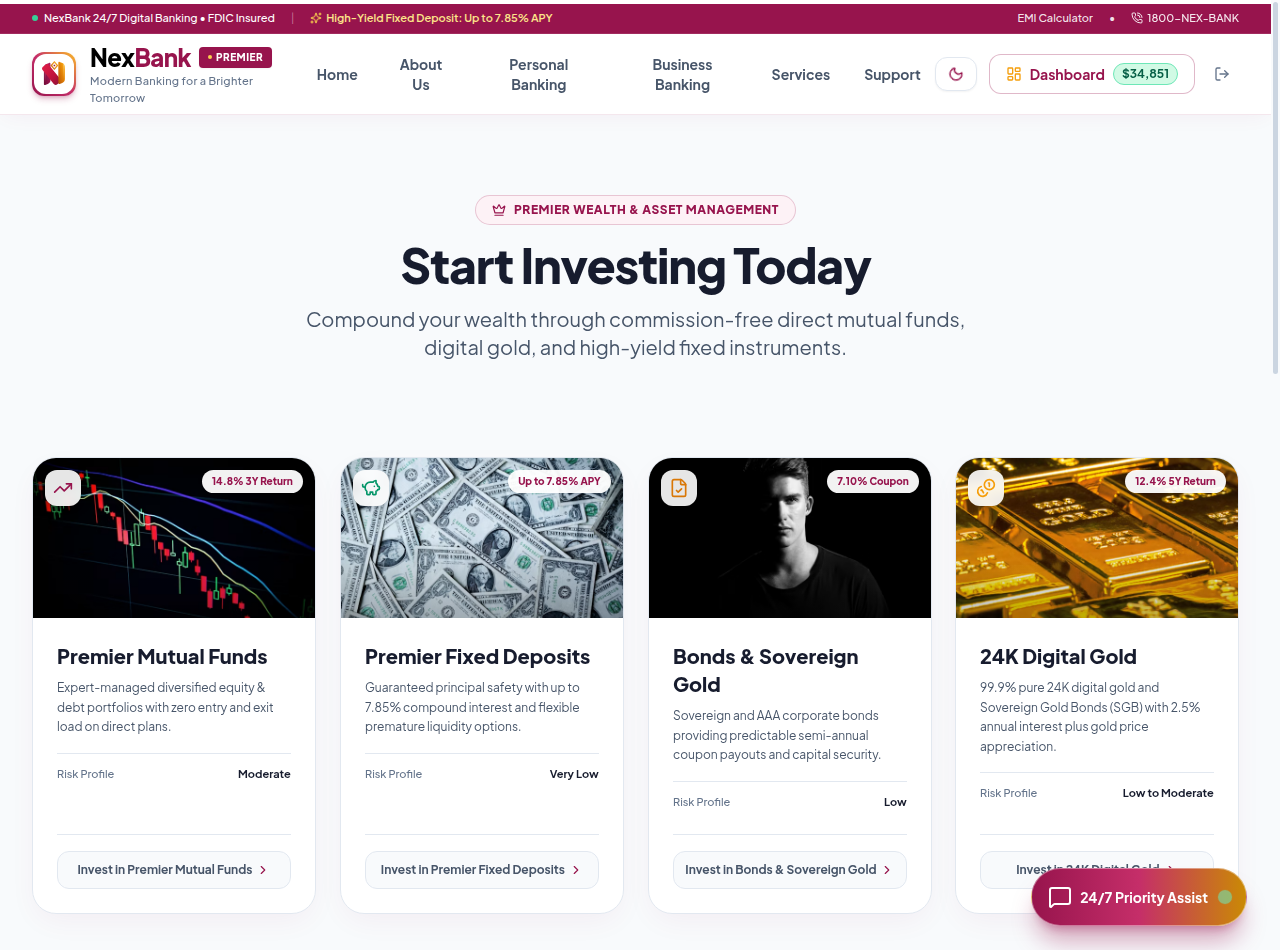 NexBank 24/7 Digital Banking • FDIC Insured | High-Yield Fixed Deposit: Up to 7.85% APY
EMI Calculator • 1800-NEX-BANK
NexBank • PREMIER
Modern Banking for a Brighter
Tomorrow
Home
About
Us
Personal
Banking
Business
Banking
Services
Support
Dashboard $34,851
PREMIER WEALTH & ASSET MANAGEMENT
Start Investing Today
Compound your wealth through commission-free direct mutual funds,
digital gold, and high-yield fixed instruments.
14.8% 3Y Return
Premier Mutual Funds
Expert-managed diversified equity &
debt portfolios with zero entry and exit
load on direct plans.
Risk Profile Moderate
Invest in Premier Mutual Funds
Up to 7.85% APY
Premier Fixed Deposits
Guaranteed principal safety with up to
7.85% compound interest and flexible
premature liquidity options.
Risk Profile Very Low
Invest in Premier Fixed Deposits
7.10% Coupon
Bonds & Sovereign
Gold
Sovereign and AAA corporate bonds
providing predictable semi-annual
coupon payouts and capital security.
Risk Profile Low
Invest in Bonds & Sovereign Gold
12.4% 5Y Return
24K Digital Gold
99.9% pure 24K digital gold and
Sovereign Gold Bonds (SGB) with 2.5%
annual interest plus gold price
appreciation.
Risk Profile Low to Moderate
Invest in 24K Digital Gold
24/7 Priority Assist